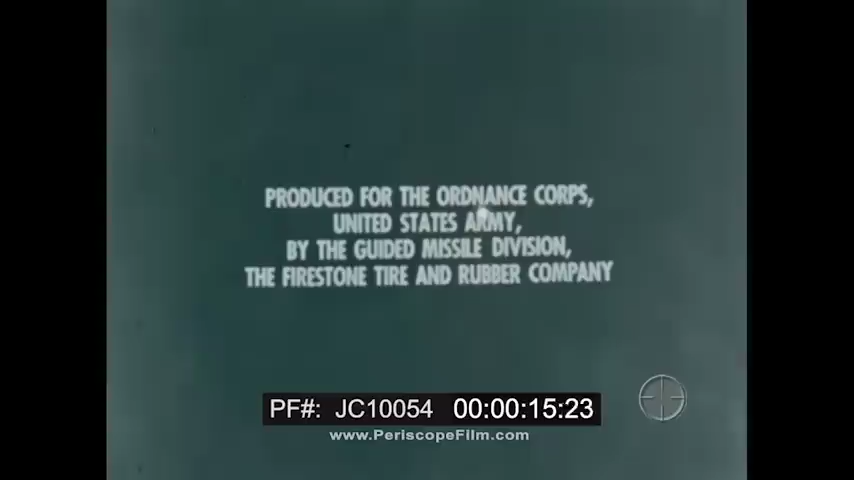 PRODUCED FOR THE ORDNANCE CORPS,
UNITED STATES ARMY,
BY THE GUIDED MISSILE DIVISION,
THE FIRESTONE TIRE AND RUBBER COMPANY
PF#: JC10054 00:00:15:23
www.PeriscopeFilm.com